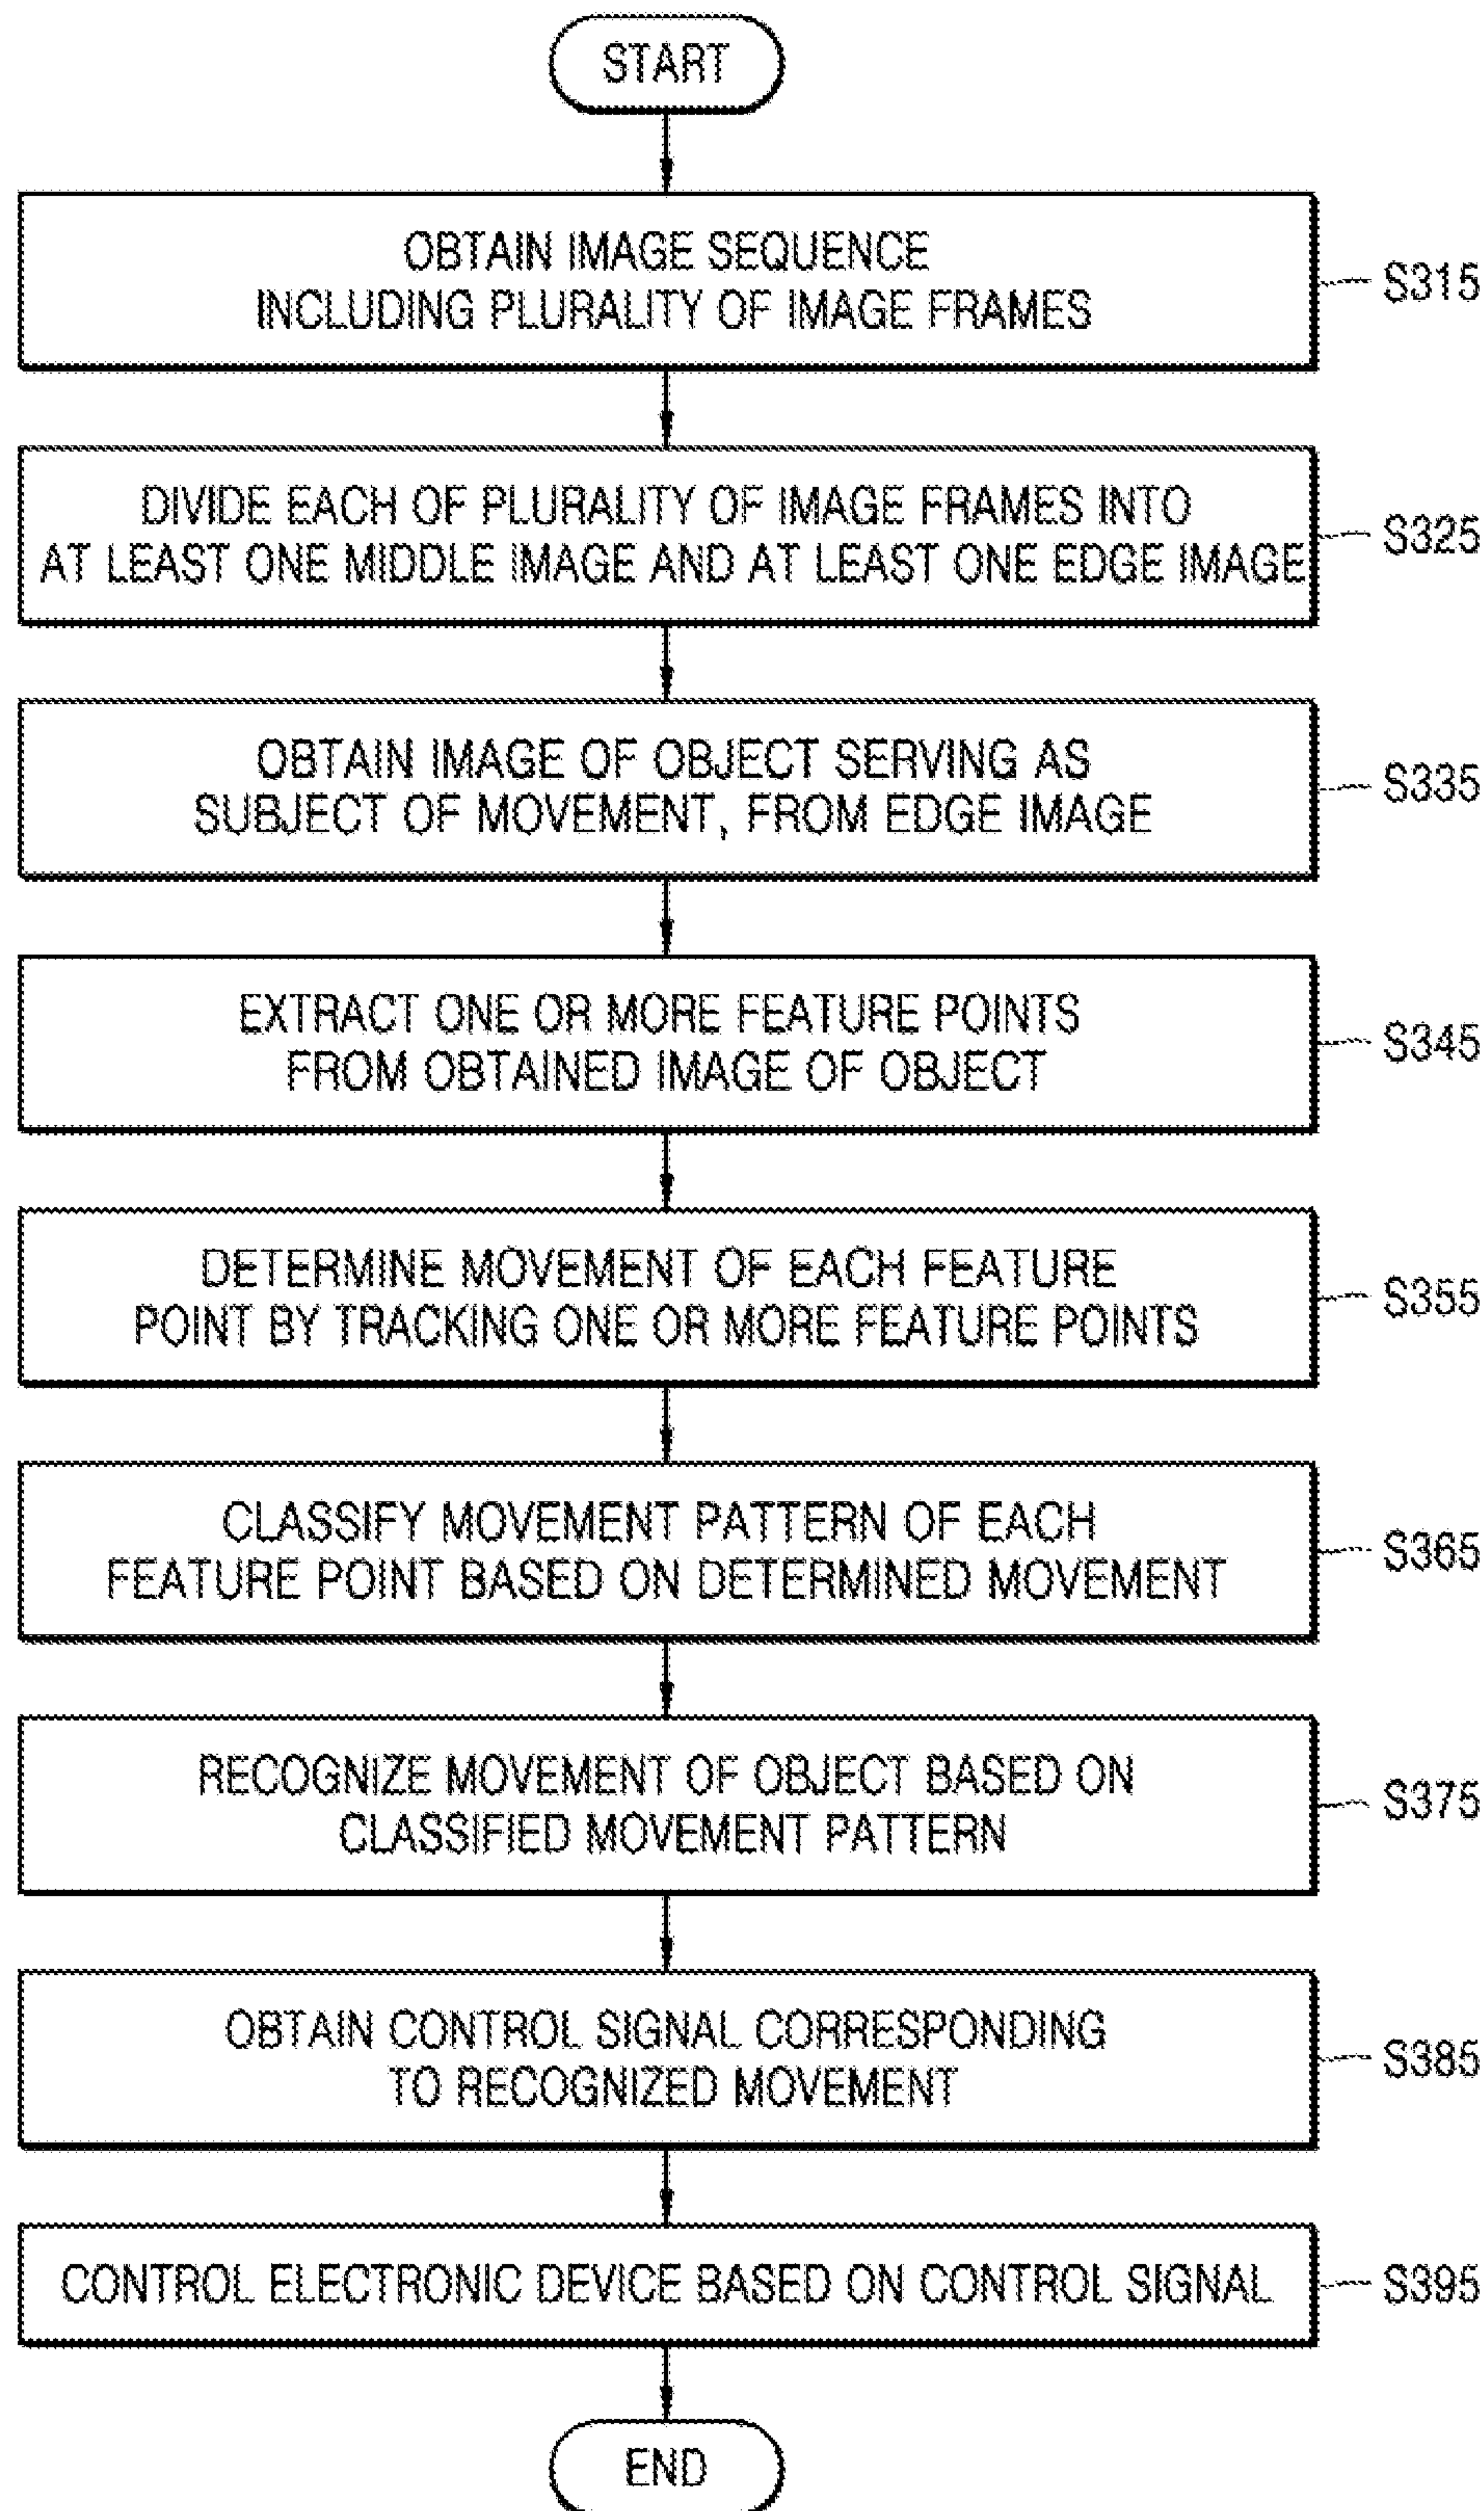 START
OBTAIN IMAGE SEQUENCE
INCLUDING PLURALITY OF IMAGE FRAMES
S315
DIVIDE EACH OF PLURALITY OF IMAGE FRAMES INTO
AT LEAST ONE MIDDLE IMAGE AND AT LEAST ONE EDGE IMAGE
S325
OBTAIN IMAGE OF OBJECT SERVING AS
SUBJECT OF MOVEMENT, FROM EDGE IMAGE
S335
EXTRACT ONE OR MORE FEATURE POINTS
FROM OBTAINED IMAGE OF OBJECT
S345
DETERMINE MOVEMENT OF EACH FEATURE
POINT BY TRACKING ONE OR MORE FEATURE POINTS
S355
CLASSIFY MOVEMENT PATTERN OF EACH
FEATURE POINT BASED ON DETERMINED MOVEMENT
S365
RECOGNIZE MOVEMENT OF OBJECT BASED ON
CLASSIFIED MOVEMENT PATTERN
S375
OBTAIN CONTROL SIGNAL CORRESPONDING
TO RECOGNIZED MOVEMENT
S385
CONTROL ELECTRONIC DEVICE BASED ON CONTROL SIGNAL
S395
END